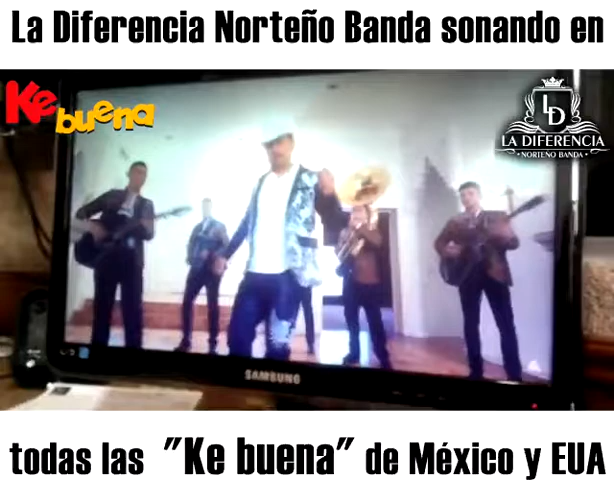 La Diferencia Norteño Banda sonando en
Ke
buena
LD
LA DIFERENCIA
• NORTEÑO BANDA •
SAMSUNG
todas las "Ke buena" de México y EUA